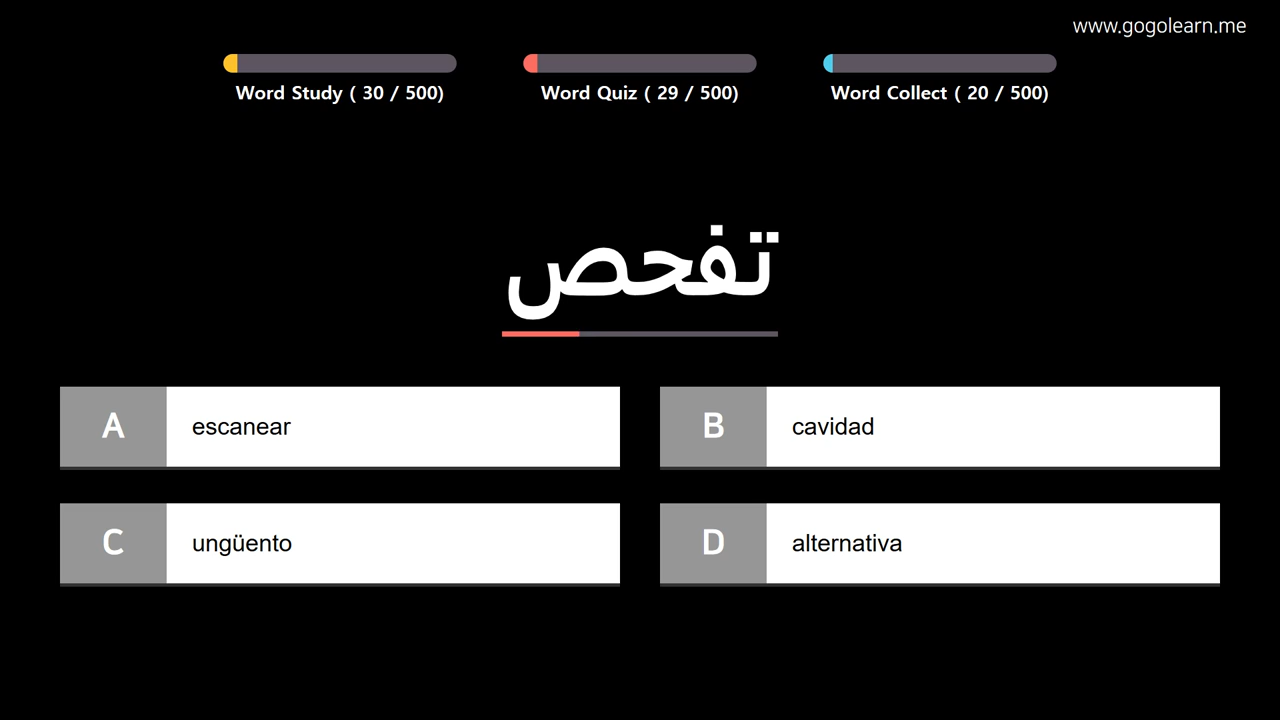 www.gogolearn.me
Word Study ( 30 / 500)
Word Quiz ( 29 / 500)
Word Collect ( 20 / 500)
تفحص
A escanear
B cavidad
C ungüento
D alternativa